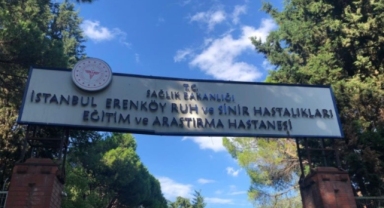 T.C.
SAĞLIK BAKANLIĞI
İSTANBUL ERENKÖY RUH VE SİNİR HASTALIKLARI
EĞİTİM VE ARAŞTIRMA HASTANESİ